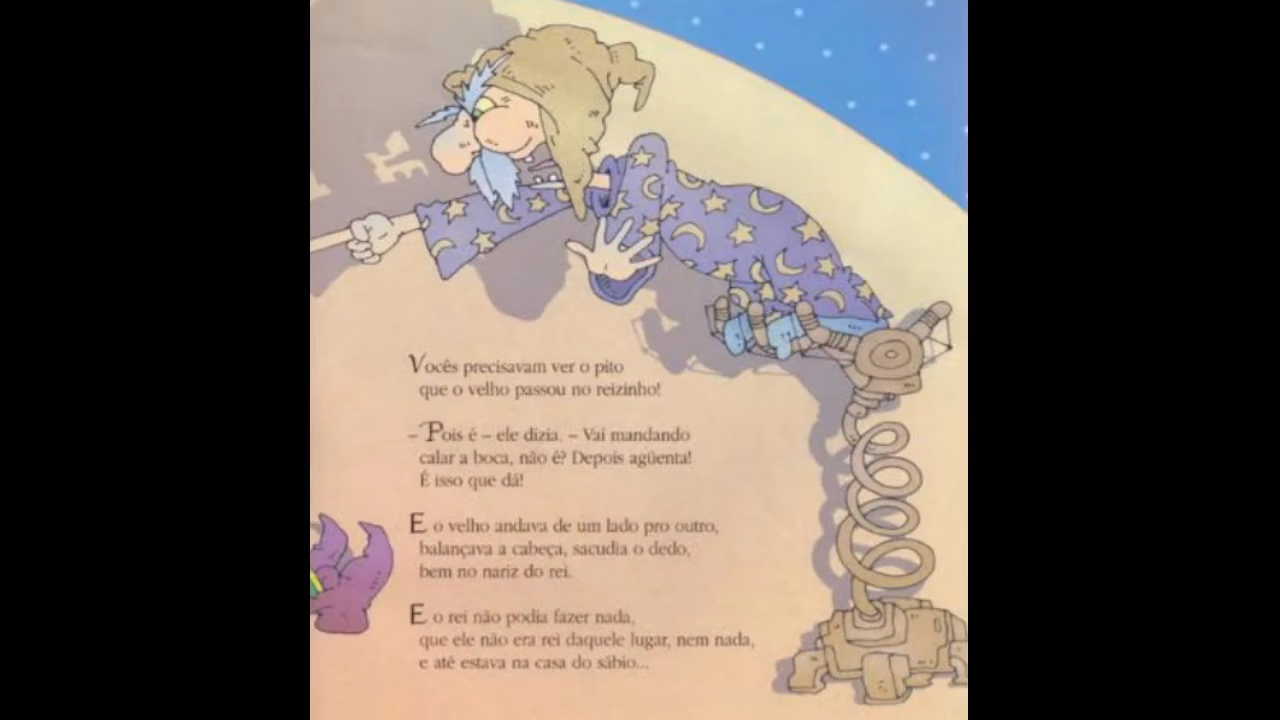 Vocês precisavam ver o pito
que o velho passou no reizinho!
– Pois é – ele dizia. – Vai mandando
calar a boca, não é? Depois agüenta!
É isso que dá!
E o velho andava de um lado pro outro,
balançava a cabeça, sacudia o dedo,
bem no nariz do rei.
E o rei não podia fazer nada,
que ele não era rei daquele lugar, nem nada,
e até estava na casa do sábio...